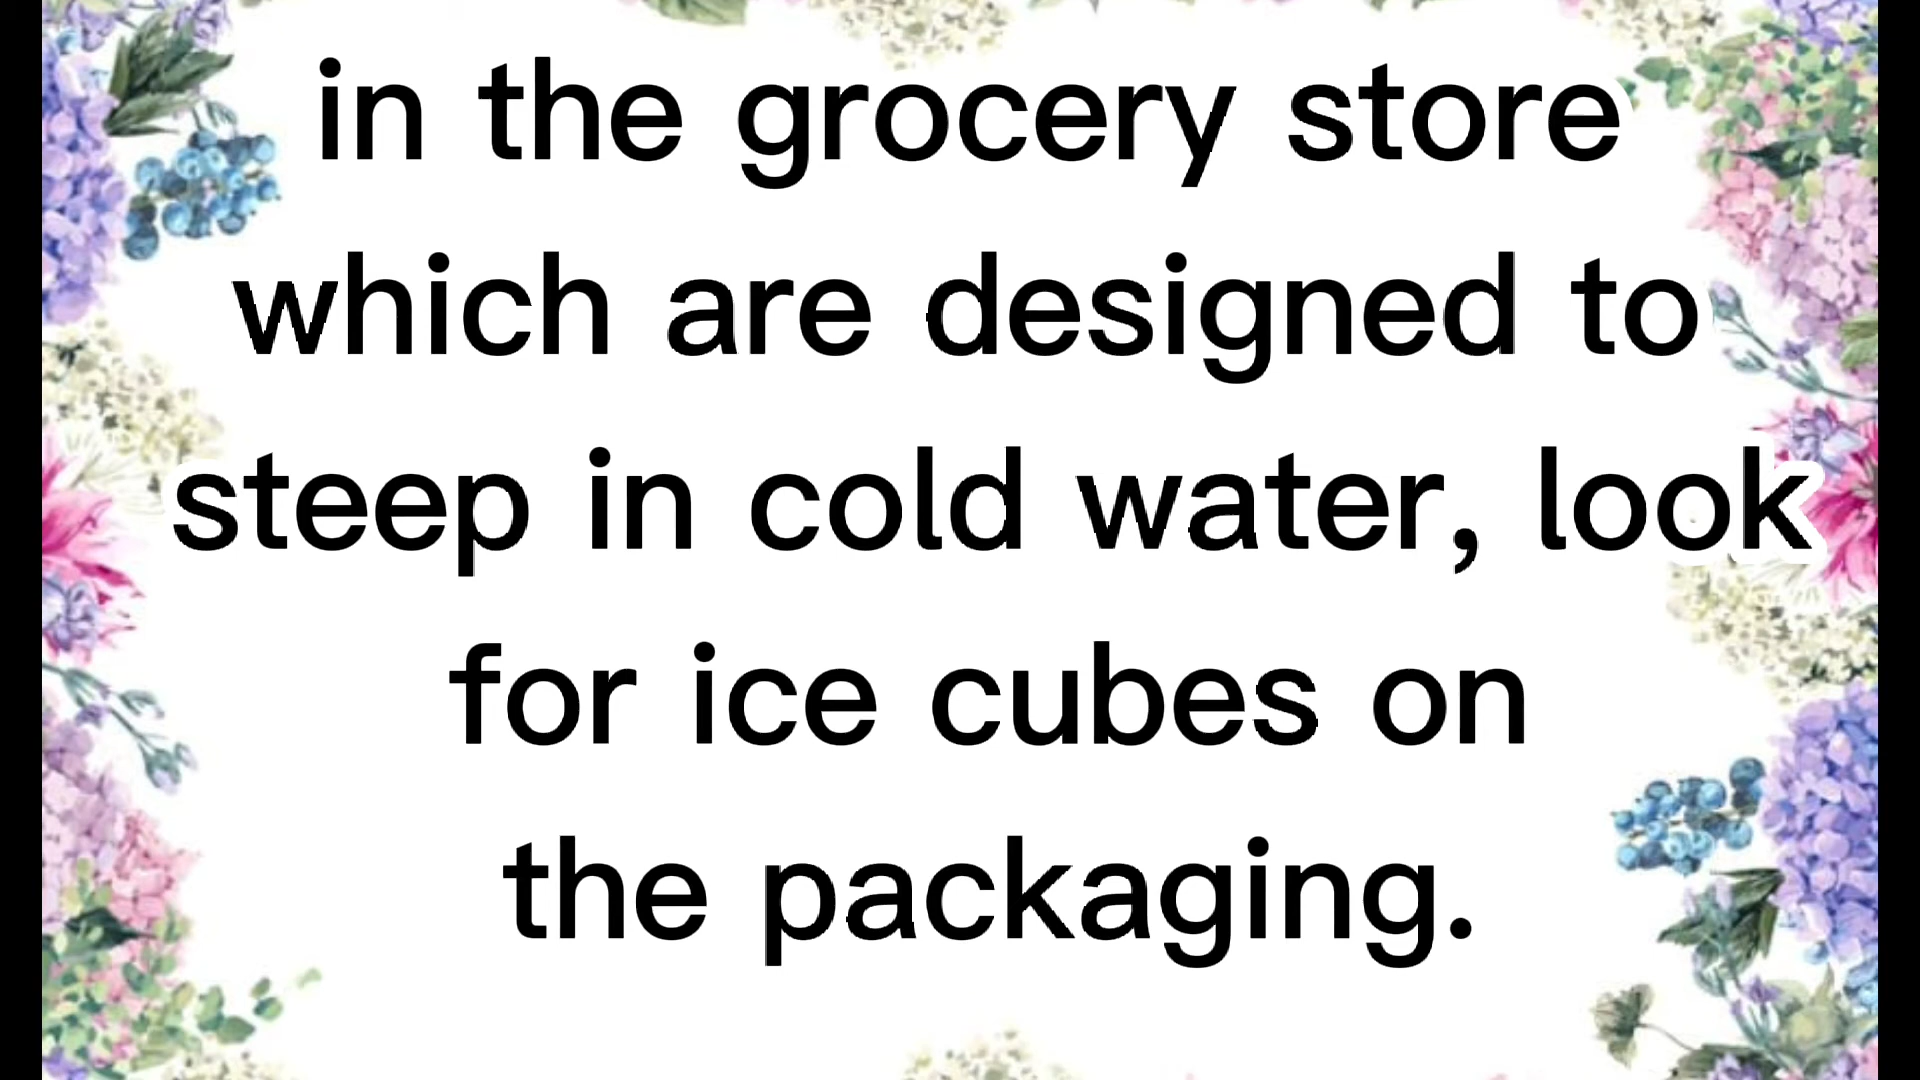 in the grocery store
which are designed to
steep in cold water, look
for ice cubes on
the packaging.